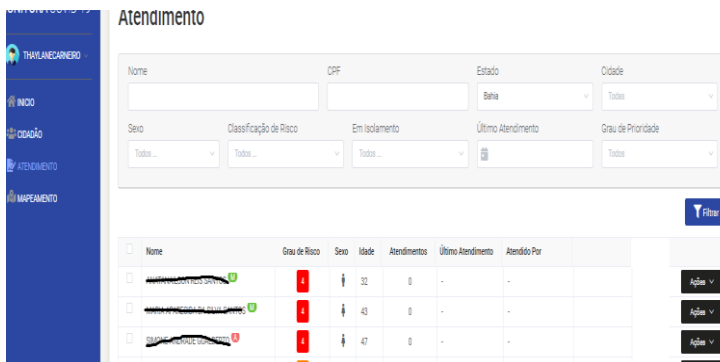 Atendimento
THAYLANECARNEIRO
INICIO
CIDADÃO
ATENDIMENTO
MAPEAMENTO
Nome CPF Estado Cidade
Bahia Todas
Sexo Classificação de Risco Em Isolamento Último Atendimento Grau de Prioridade
Todos ... Todos ... Todos ... Todos
Filtrar
Nome Grau de Risco Sexo Idade Atendimentos Último Atendimento Atendido Por
M 4 32 0 - - Ações
M 4 43 0 - - Ações
A 4 47 0 - - Ações